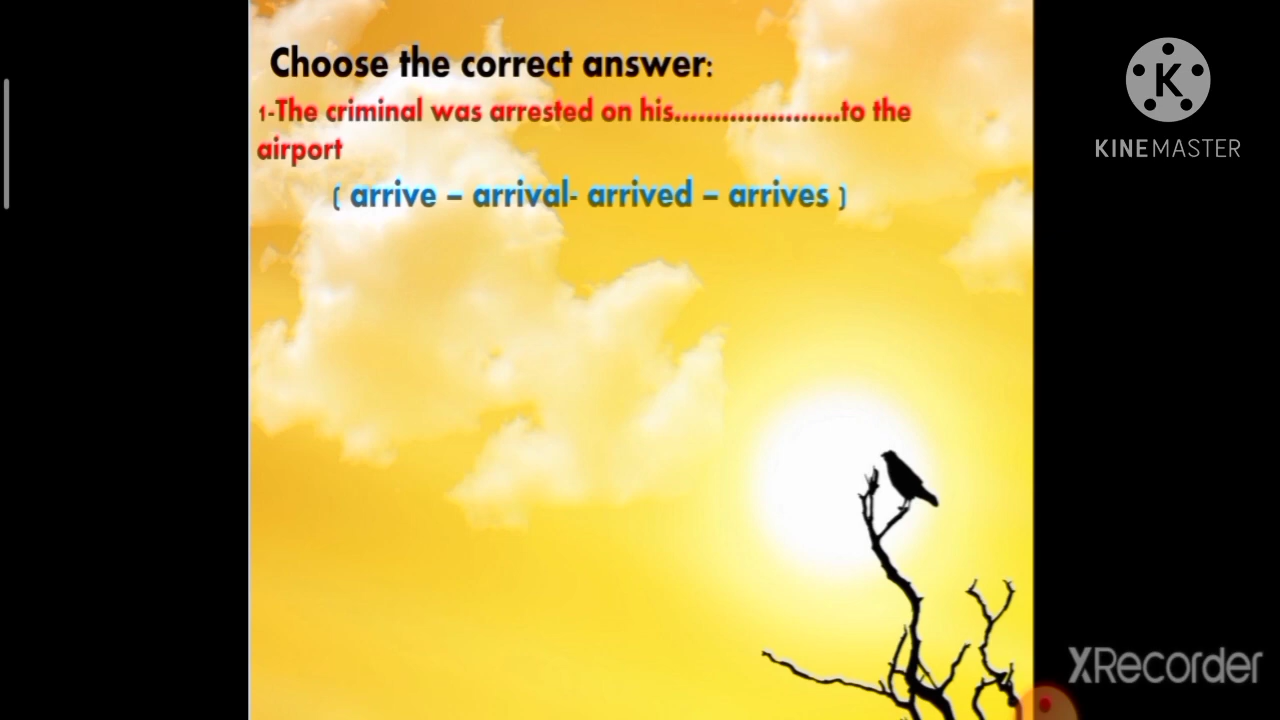 Choose the correct answer:
1-The criminal was arrested on his.....................to the
airport
( arrive – arrival- arrived – arrives )
K
KINEMASTER
XRecorder